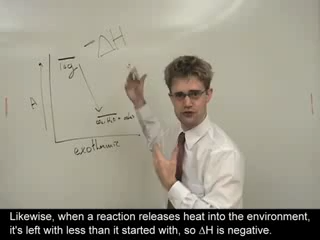 -ΔH
A
exothermic
Likewise, when a reaction releases heat into the environment,
it's left with less than it started with, so ΔH is negative.